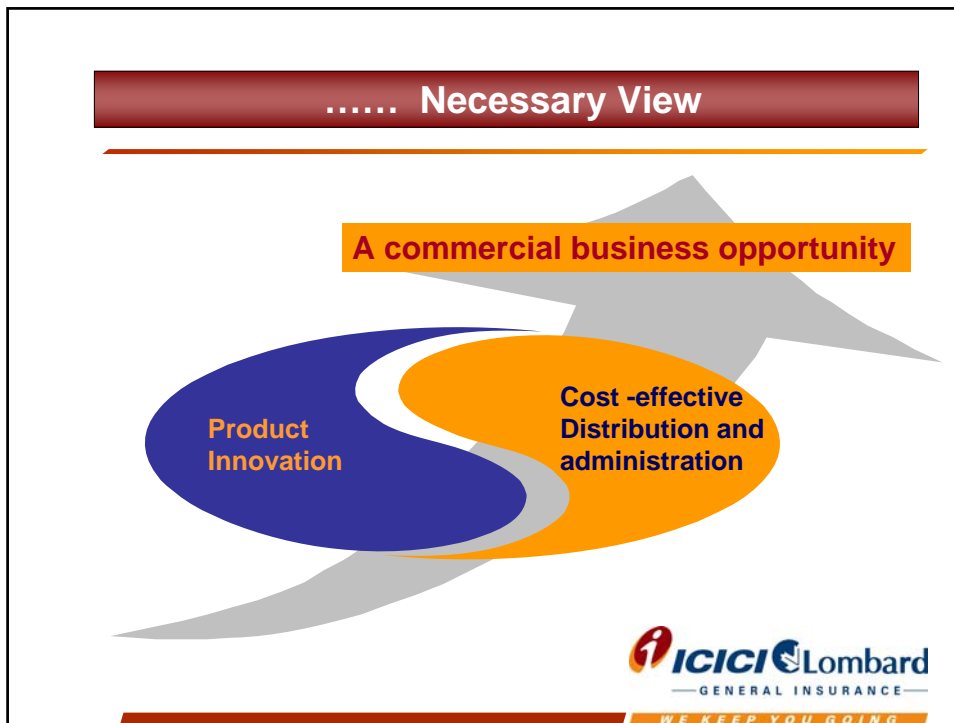 ...... Necessary View
A commercial business opportunity
Product
Innovation
Cost -effective
Distribution and
administration
ICICI Lombard
GENERAL INSURANCE
WE KEEP YOU GOING